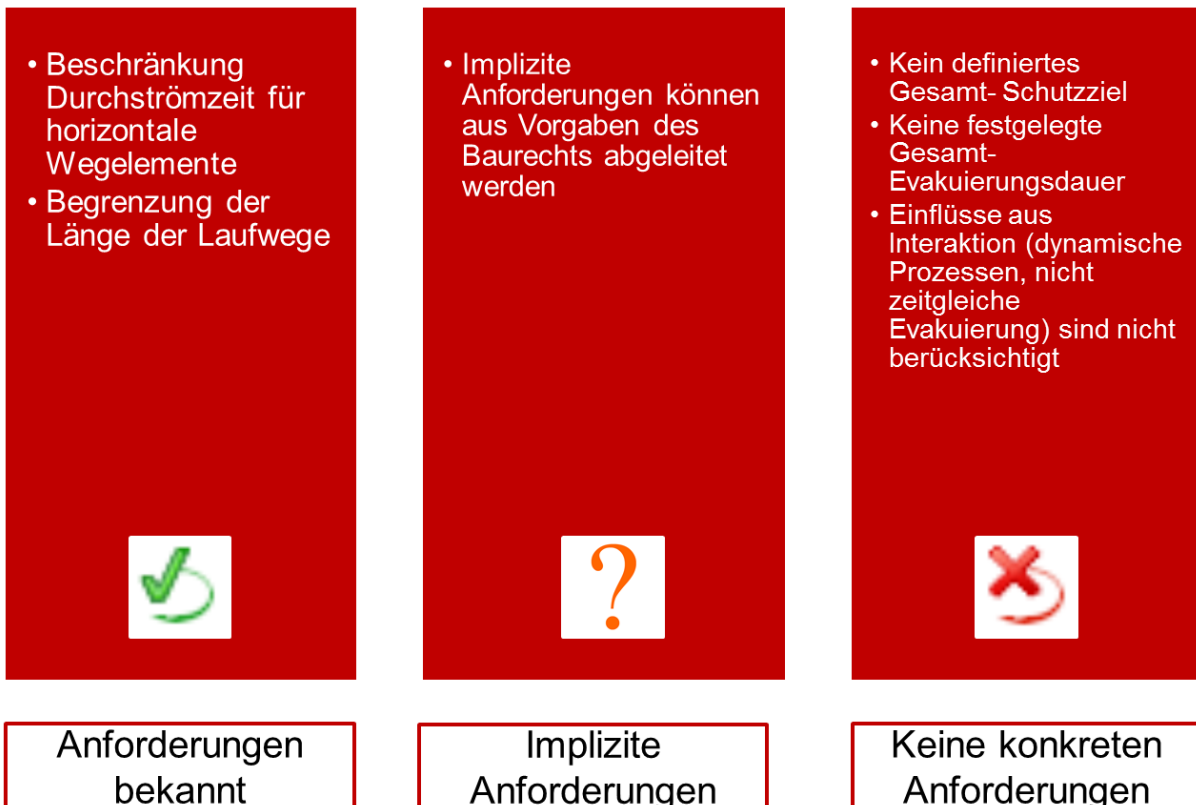 • Beschränkung
Durchströmzeit für
horizontale
Wegelemente
• Begrenzung der
Länge der Laufwege
• Implizite
Anforderungen können
aus Vorgaben des
Baurechts abgeleitet
werden
• Kein definiertes
Gesamt- Schutzziel
• Keine festgelegte
Gesamt-
Evakuierungsdauer
• Einflüsse aus
Interaktion (dynamische
Prozessen, nicht
zeitgleiche
Evakuierung) sind nicht
berücksichtigt
?
Anforderungen
bekannt
Implizite
Anforderungen
Keine konkreten
Anforderungen